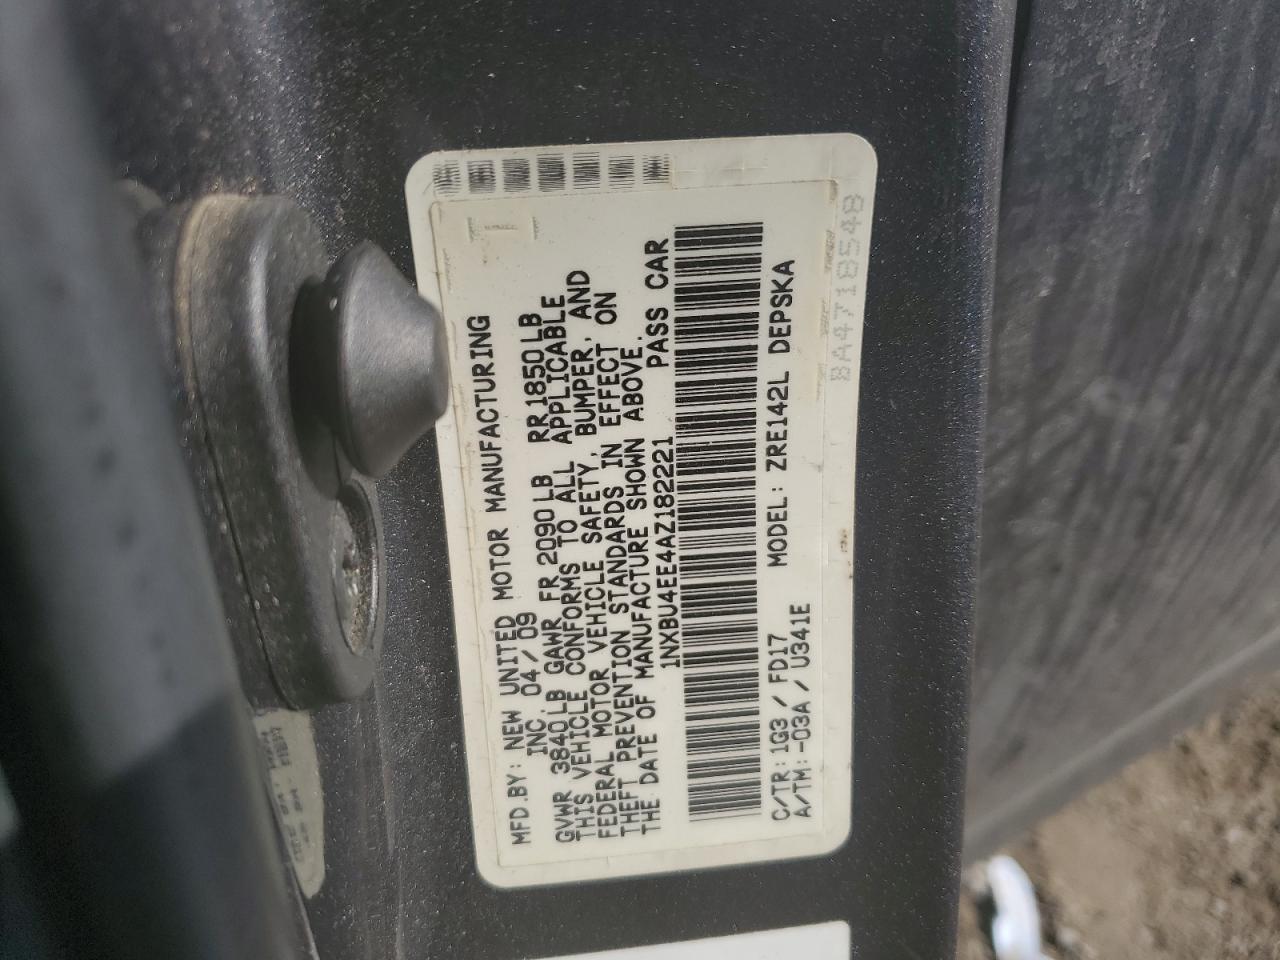 MFD.BY: NEW UNITED MOTOR MANUFACTURING
INC. 04/09
GVWR 3840LB GAWR FR 2090LB RR1850LB
THIS VEHICLE CONFORMS TO ALL APPLICABLE
FEDERAL MOTOR VEHICLE SAFETY, BUMPER, AND
THEFT PREVENTION STANDARDS IN EFFECT ON
THE DATE OF MANUFACTURE SHOWN ABOVE.
1NXBU4EE4AZ182221 PASS CAR
C/TR: 1G3 / FD17 MODEL: ZRE142L DEPSKA
A/TM: -03A / U341E
BA4718548